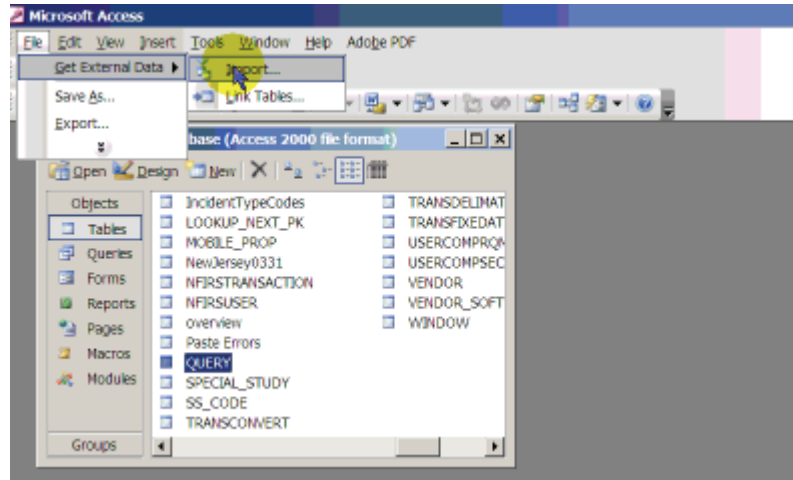 Microsoft Access
File Edit View Insert Tools Window Help Adobe PDF
Get External Data Import...
Save As... Link Tables...
Export...
base (Access 2000 file format)
Open Design New
Objects
Tables
Queries
Forms
Reports
Pages
Macros
Modules
Groups
IncidentTypeCodes
LOOKUP_NEXT_PK
MOBILE_PROP
NewJersey0331
NFIRSTRANSACTION
NFIRSUSER
overview
Paste Errors
QUERY
SPECIAL_STUDY
SS_CODE
TRANSCONVERT
TRANSDELIMAT
TRANSFIXEDAT
USERCOMPRQM
USERCOMPSEC
VENDOR
VENDOR_SOFT
WINDOW